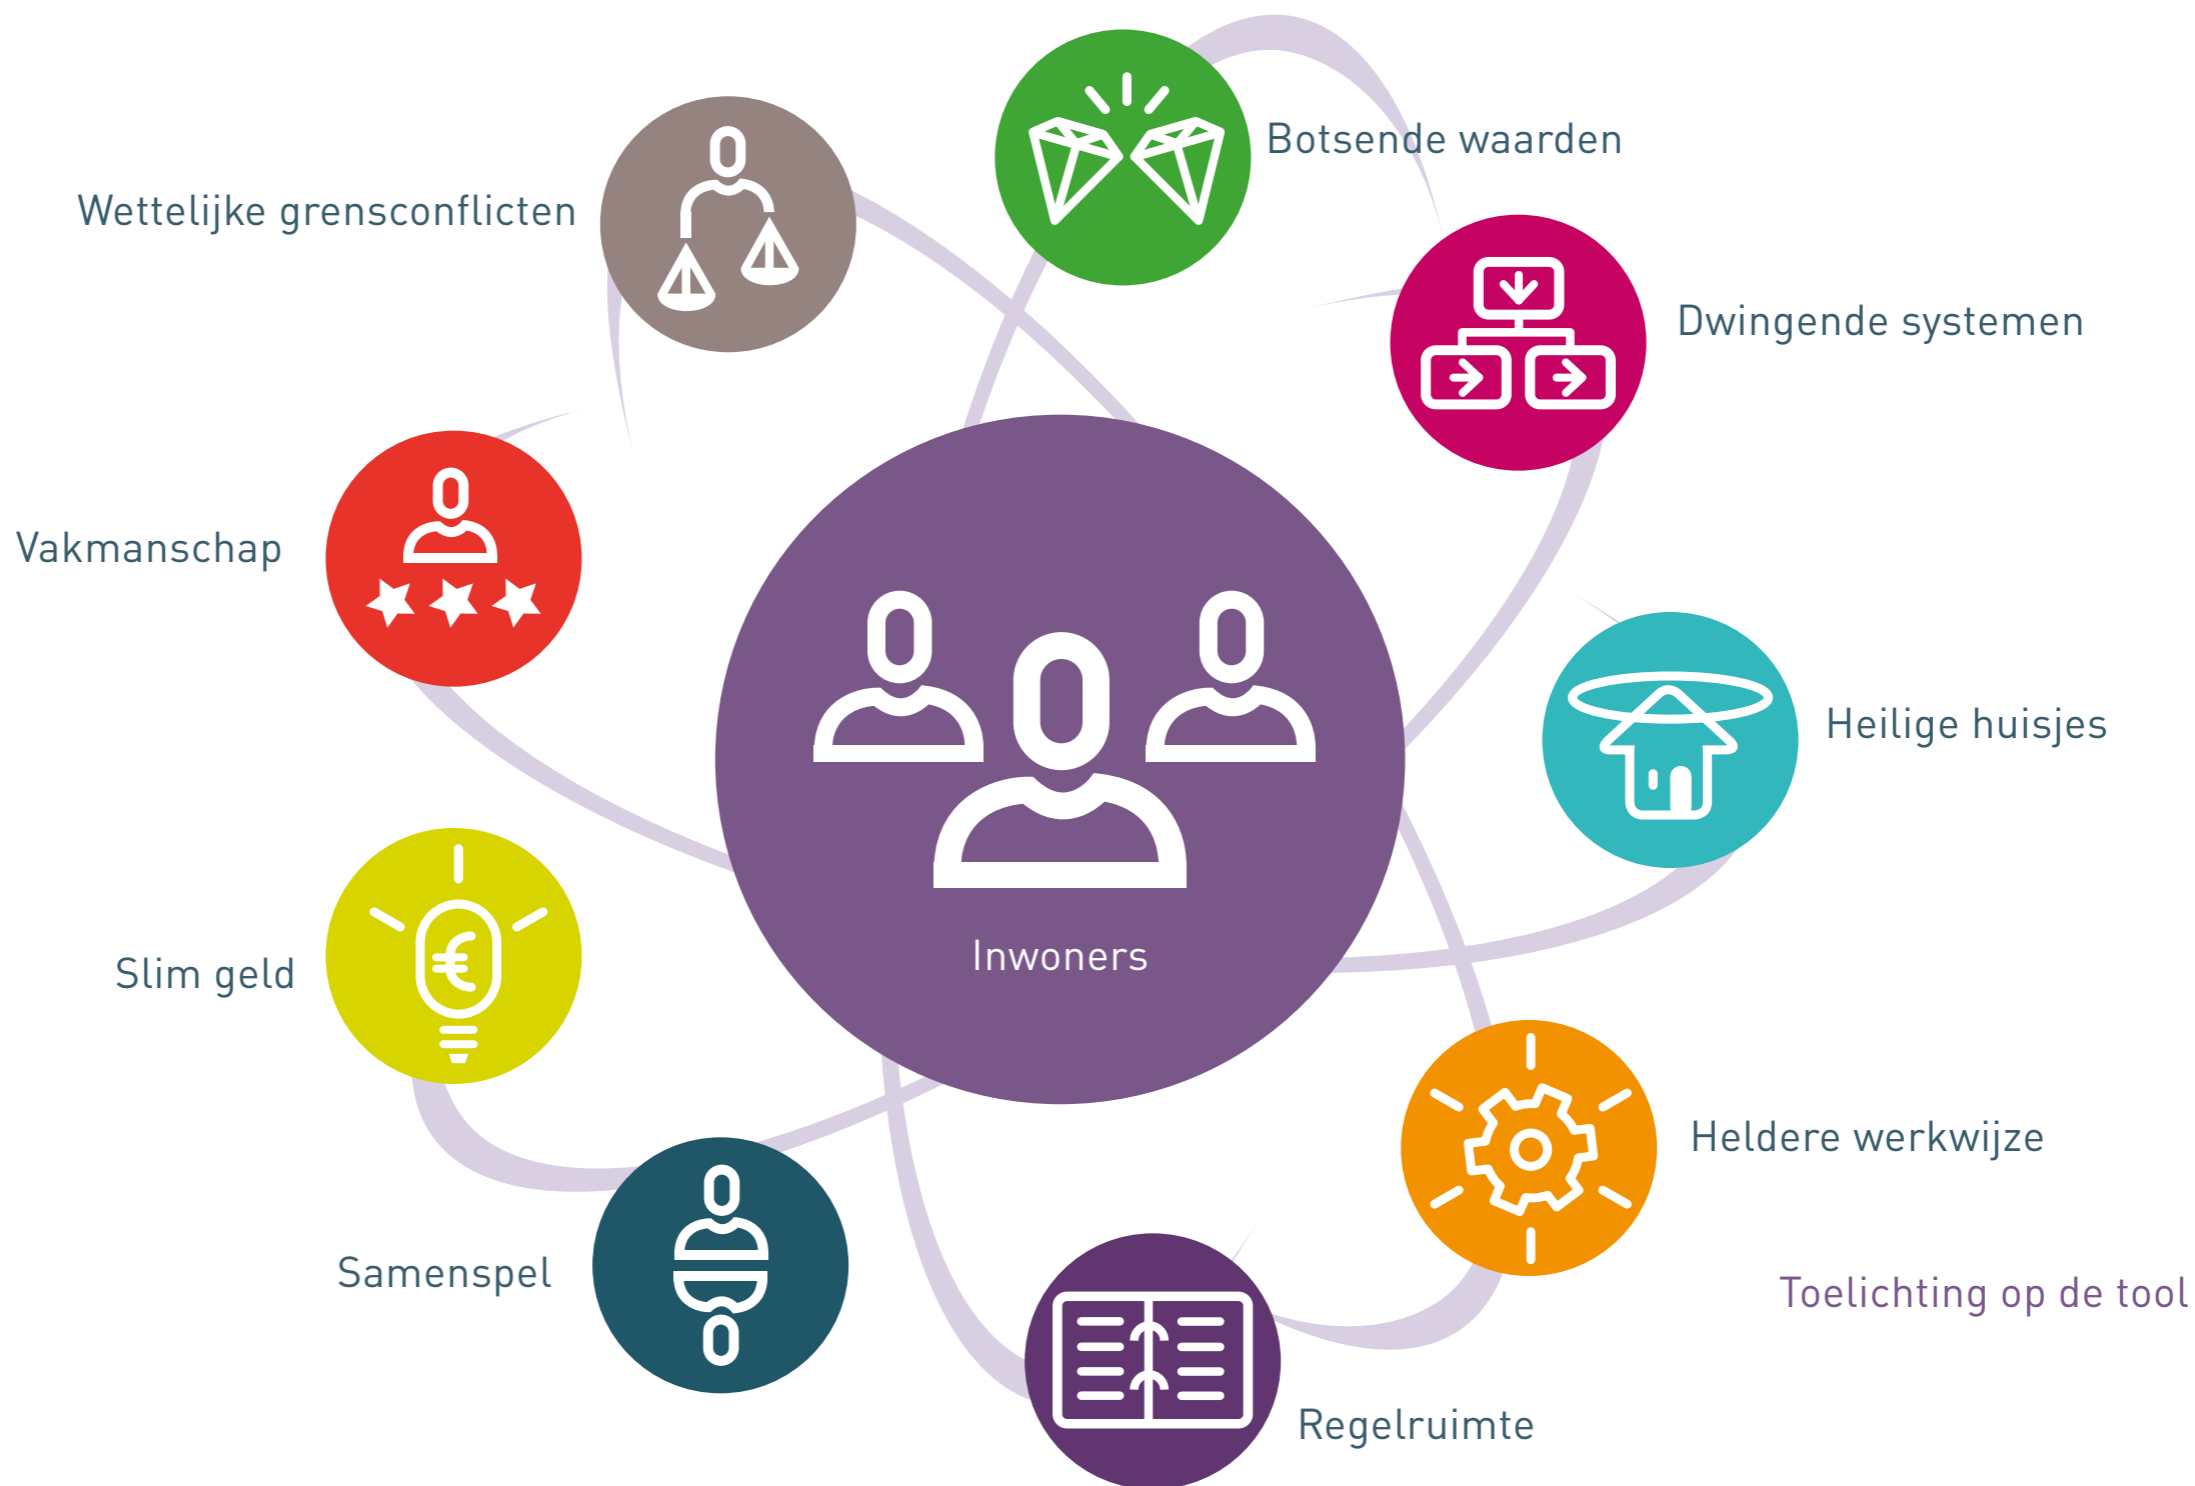 Botsende waarden
Wettelijke grensconflicten
Dwingende systemen
Vakmanschap
Heilige huisjes
Inwoners
Slim geld
€
Heldere werkwijze
Samenspel
Toelichting op de tool
Regelruimte